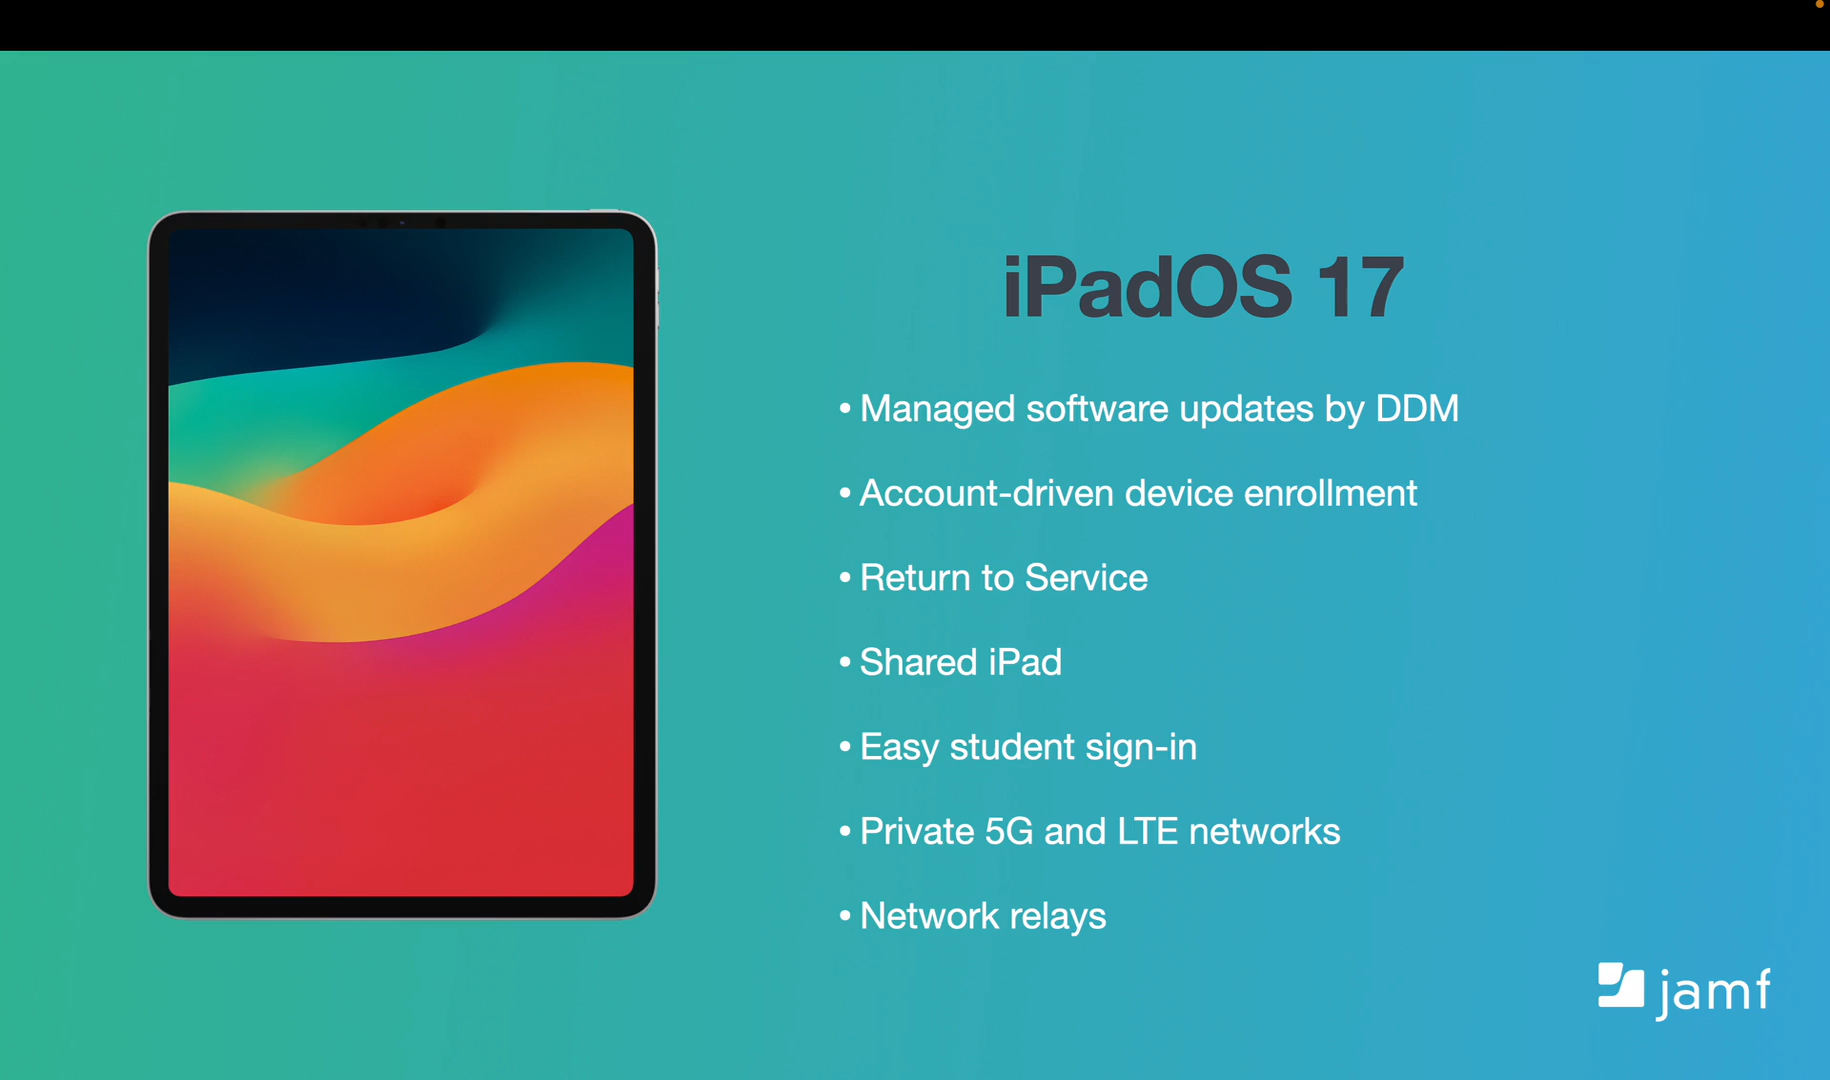 iPadOS 17
• Managed software updates by DDM
• Account-driven device enrollment
• Return to Service
• Shared iPad
• Easy student sign-in
• Private 5G and LTE networks
• Network relays
jamf